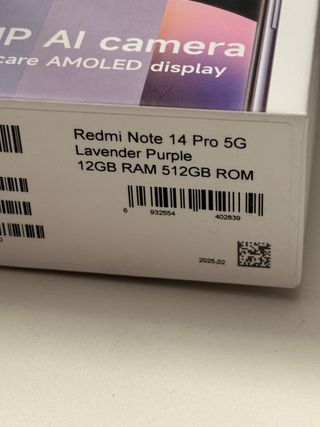 AI camera
care AMOLED display
Redmi Note 14 Pro 5G
Lavender Purple
12GB RAM 512GB ROM
6 932554 402839
2025.02